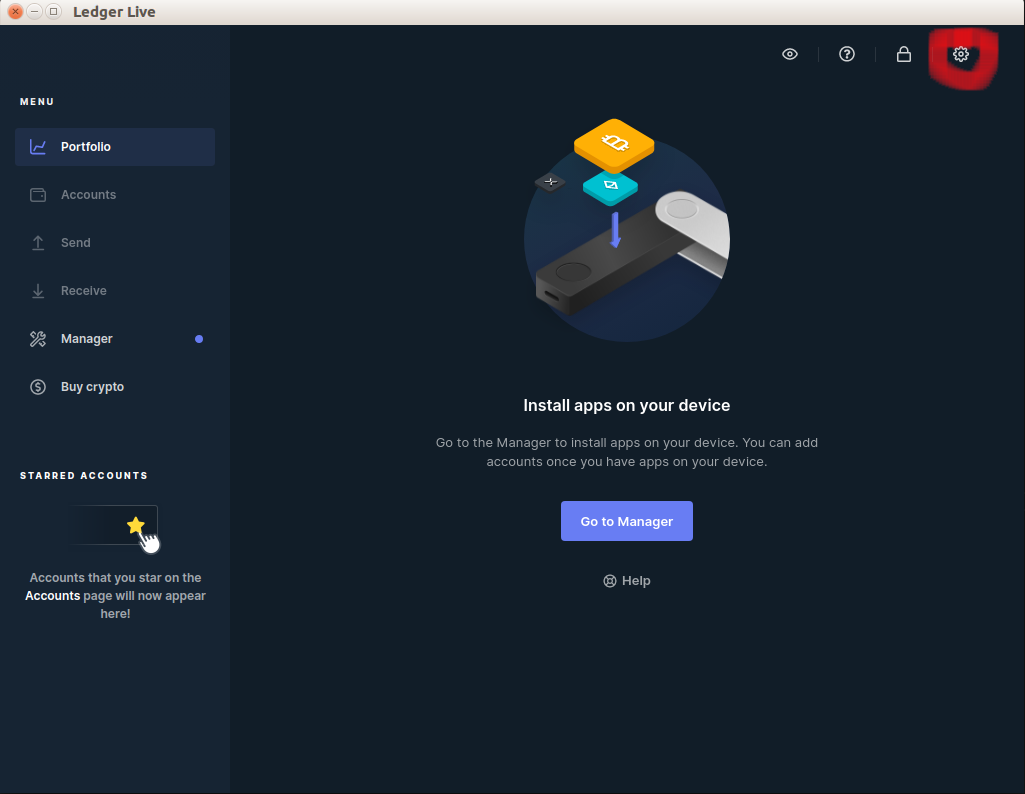 Ledger Live
MENU
Portfolio
Accounts
Send
Receive
Manager
Buy crypto
STARRED ACCOUNTS
Accounts that you star on the
Accounts page will now appear
here!
Install apps on your device
Go to the Manager to install apps on your device. You can add
accounts once you have apps on your device.
Go to Manager
Help